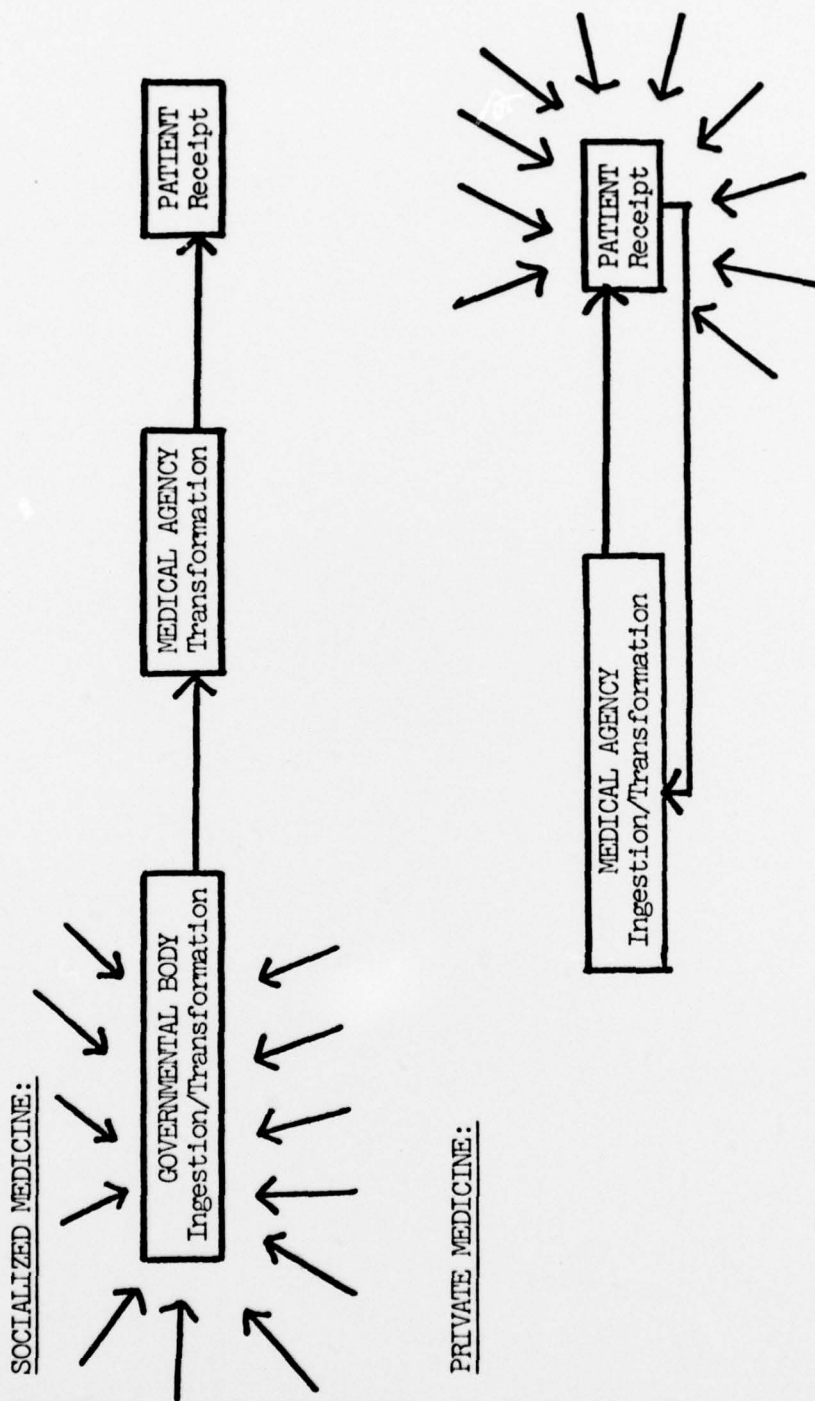 SOCIALIZED MEDICINE:
GOVERNMENTAL BODY
Ingestion/Transformation
MEDICAL AGENCY
Transformation
PATIENT
Receipt
PRIVATE MEDICINE:
MEDICAL AGENCY
Ingestion/Transformation
PATIENT
Receipt